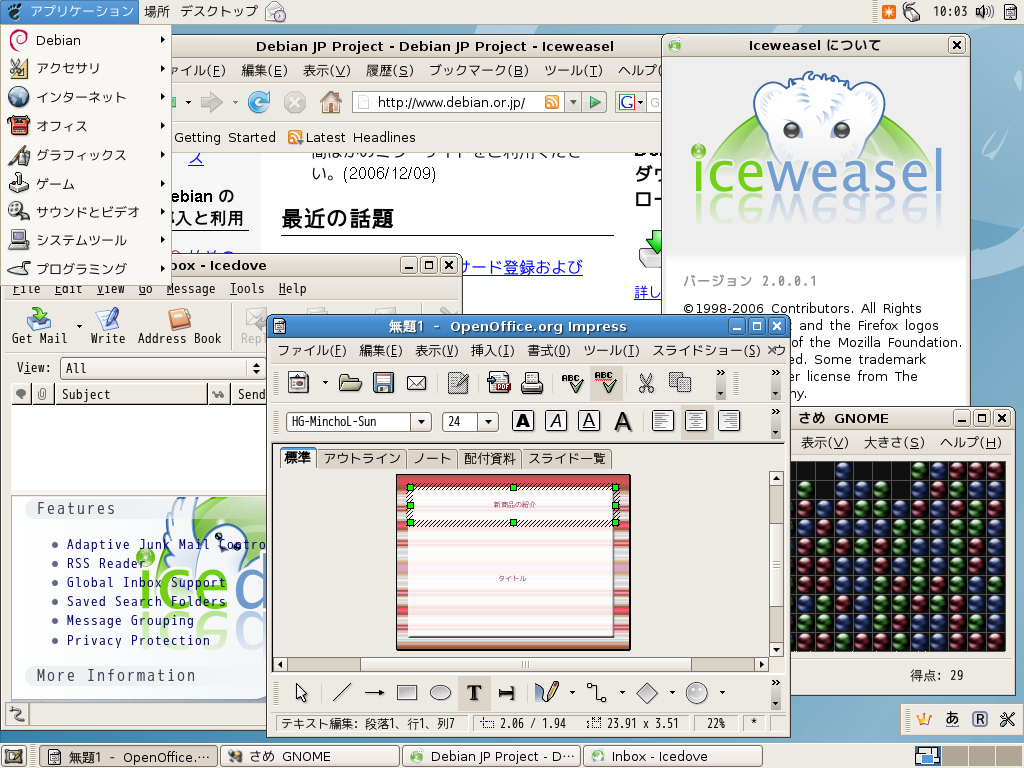 アプリケーション 場所 デスクトップ
10:03
Debian
アクセサリ
インターネット
オフィス
グラフィックス
ゲーム
サウンドとビデオ
システムツール
プログラミング
Debian JP Project - Debian JP Project - Iceweasel
ァイル(F) 編集(E) 表示(V) 履歴(S) ブックマーク(B) ツール(T) ヘルプ(
http://www.debian.or.jp/
G
Getting Started Latest Headlines
ス
ebian の
入と利用
い。(2006/12/09)
最近の話題
サード登録および
ダウ
ロー
詳し
Iceweasel について
iceweasel
バージョン 2.0.0.1
©1998-2006 Contributors. All Rights
t and the Firefox logos
of the Mozilla Foundation.
ed. Some trademark
er license from The
ny.
box - Icedove
File Edit View Go Message Tools Help
Get Mail Write Address Book Repl
View: All
Subject Send
Features
Adaptive Junk Mail Contro
RSS Reader
Global Inbox Support
Saved Search Folders
Message Grouping
Privacy Protection
iced
More Information
無題1 - OpenOffice.org Impress
ファイル(F) 編集(E) 表示(V) 挿入(I) 書式(O) ツール(T) スライドショー(S) ウ
PDF ABC ABC
HG-MinchoL-Sun 24 A A A A
標準 アウトライン ノート 配付資料 スライド一覧
新商品の紹介
タイトル
T
テキスト編集: 段落1、行1、列7 2.06 / 1.94 23.91 x 3.51 22% *
さめ GNOME
表示(V) 大きさ(S) ヘルプ(H)
得点: 29
あ R
無題1 - OpenOffice.… さめ GNOME Debian JP Project - D… Inbox - Icedove